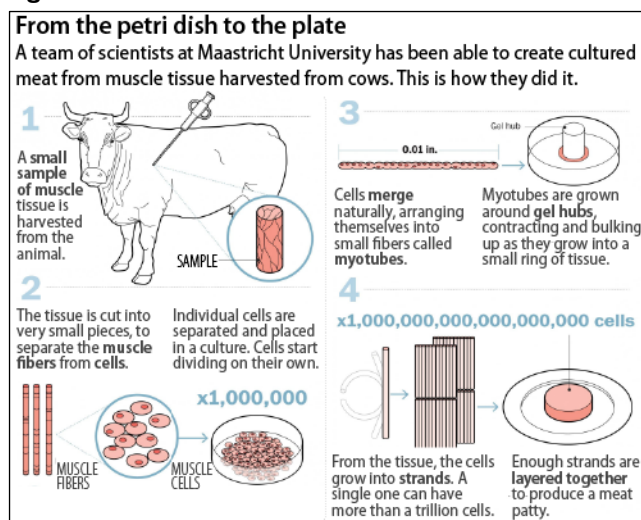 From the petri dish to the plate
A team of scientists at Maastricht University has been able to create cultured
meat from muscle tissue harvested from cows. This is how they did it.
1
A small
sample
of muscle
tissue is
harvested
from the
animal.
SAMPLE
2
The tissue is cut into
very small pieces, to
separate the muscle
fibers from cells.
Individual cells are
separated and placed
in a culture. Cells start
dividing on their own.
x1,000,000
MUSCLE
FIBERS
MUSCLE
CELLS
3
Gel hub
0.01 in.
Cells merge
naturally, arranging
themselves into
small fibers called
myotubes.
Myotubes are grown
around gel hubs,
contracting and bulking
up as they grow into a
small ring of tissue.
4
x1,000,000,000,000,000,000 cells
From the tissue, the cells
grow into strands. A
single one can have
more than a trillion cells.
Enough strands are
layered together
to produce a meat
patty.